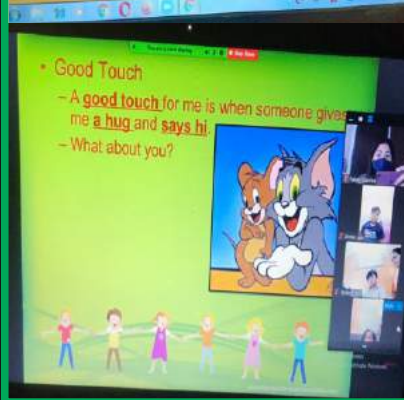 • Good Touch
– A good touch for me is when someone gives
me a hug and says hi.
– What about you?